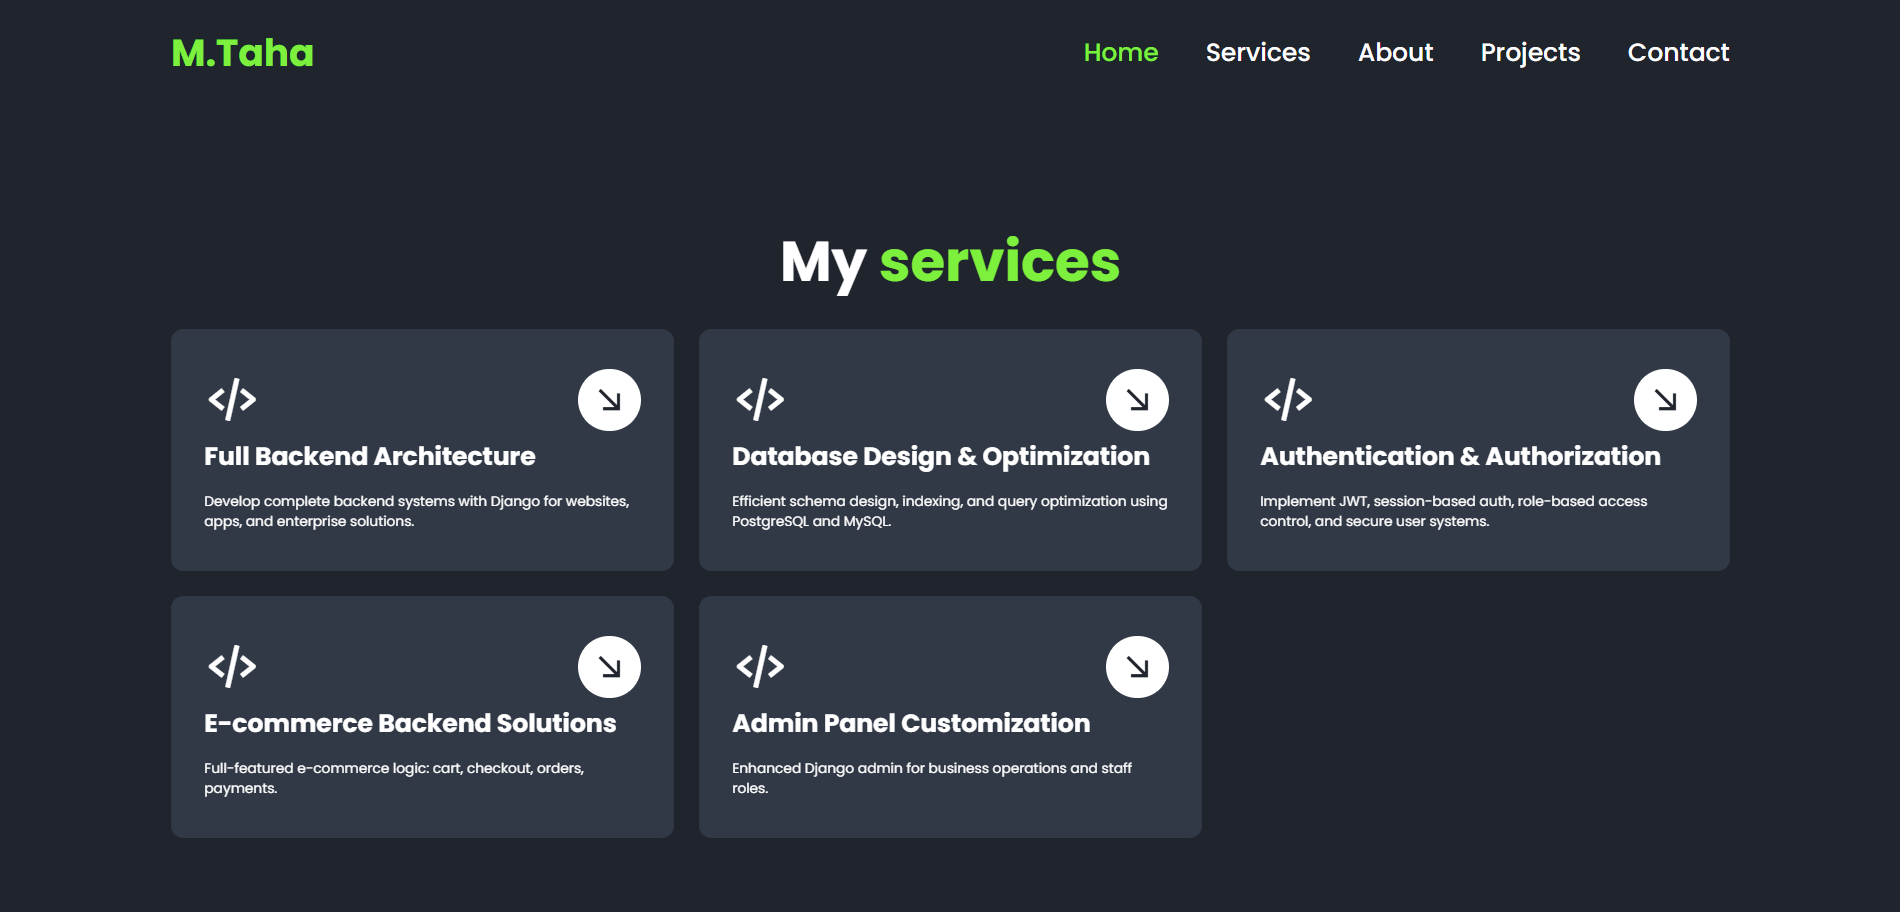 M.Taha
Home Services About Projects Contact
My services
</>
Full Backend Architecture
Develop complete backend systems with Django for websites,
apps, and enterprise solutions.
</>
Database Design & Optimization
Efficient schema design, indexing, and query optimization using
PostgreSQL and MySQL.
</>
Authentication & Authorization
Implement JWT, session-based auth, role-based access
control, and secure user systems.
</>
E-commerce Backend Solutions
Full-featured e-commerce logic: cart, checkout, orders,
payments.
</>
Admin Panel Customization
Enhanced Django admin for business operations and staff
roles.